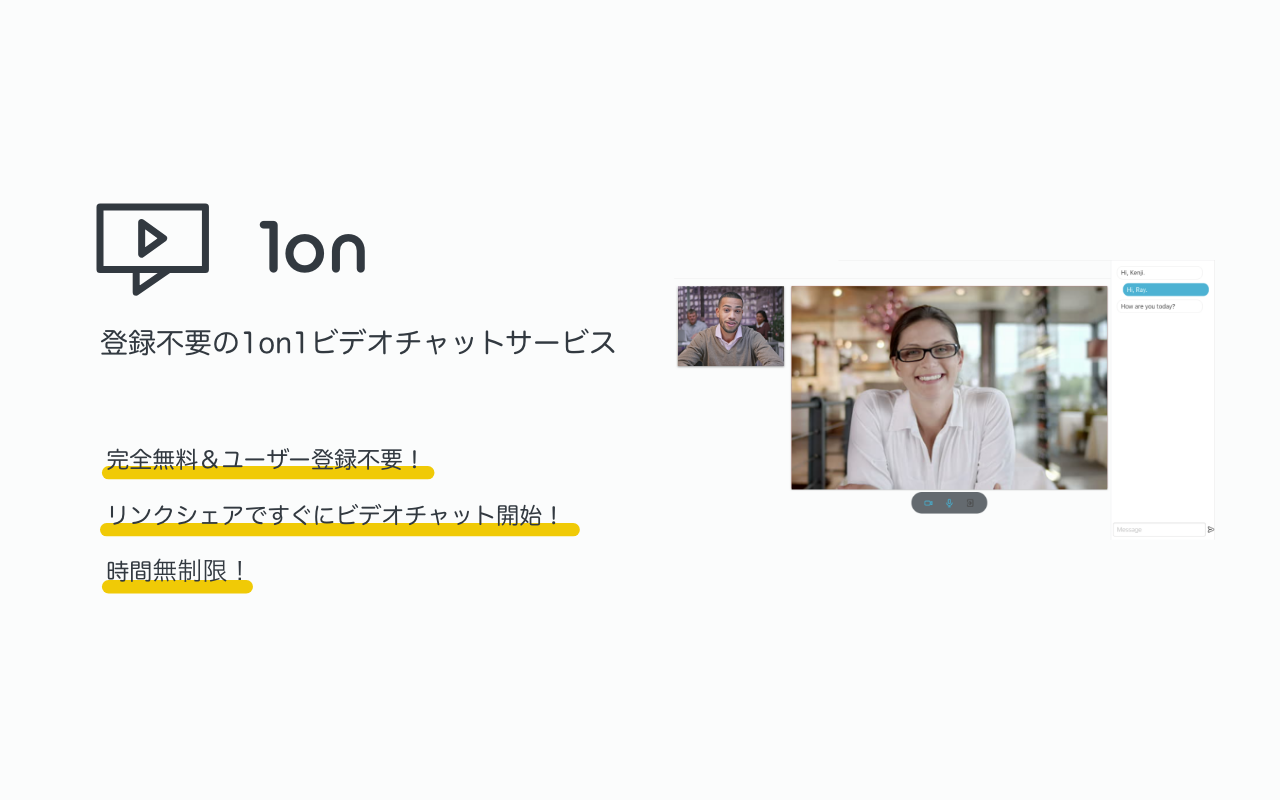 1on
登録不要の1on1ビデオチャットサービス
完全無料＆ユーザー登録不要！
リンクシェアですぐにビデオチャット開始！
時間無制限！
Hi, Kenji.
Hi, Ray.
How are you today?
Message